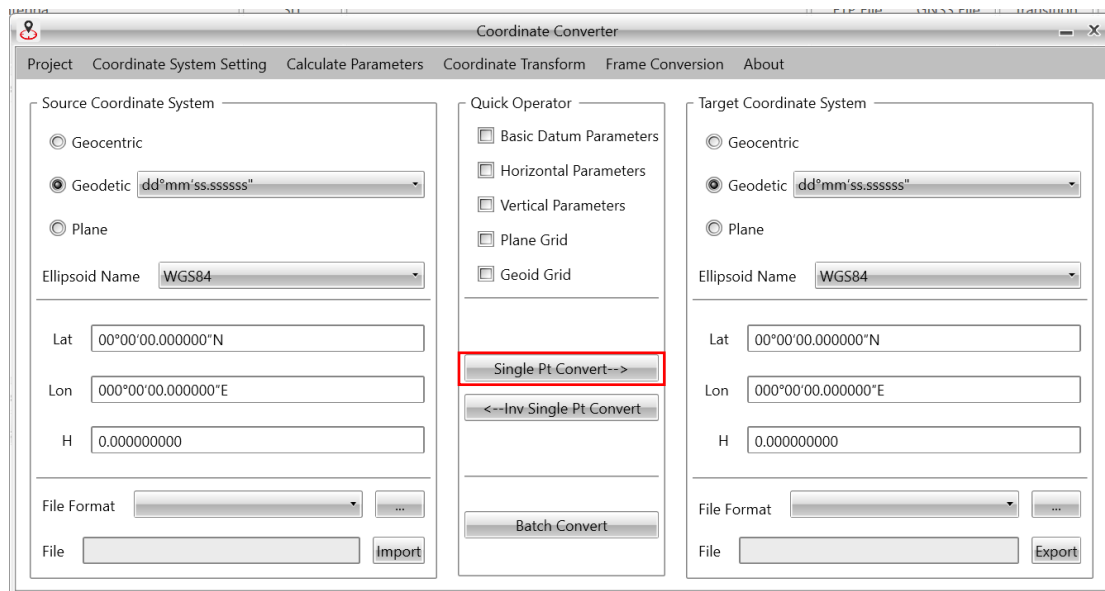 Coordinate Converter
Project Coordinate System Setting Calculate Parameters Coordinate Transform Frame Conversion About
Source Coordinate System
Geocentric
Geodetic dd°mm'ss.ssssss"
Plane
Ellipsoid Name WGS84
Lat 00°00'00.000000"N
Lon 000°00'00.000000"E
H 0.000000000
File Format ...
File Import
Quick Operator
Basic Datum Parameters
Horizontal Parameters
Vertical Parameters
Plane Grid
Geoid Grid
Single Pt Convert-->
<--Inv Single Pt Convert
Batch Convert
Target Coordinate System
Geocentric
Geodetic dd°mm'ss.ssssss"
Plane
Ellipsoid Name WGS84
Lat 00°00'00.000000"N
Lon 000°00'00.000000"E
H 0.000000000
File Format ...
File Export